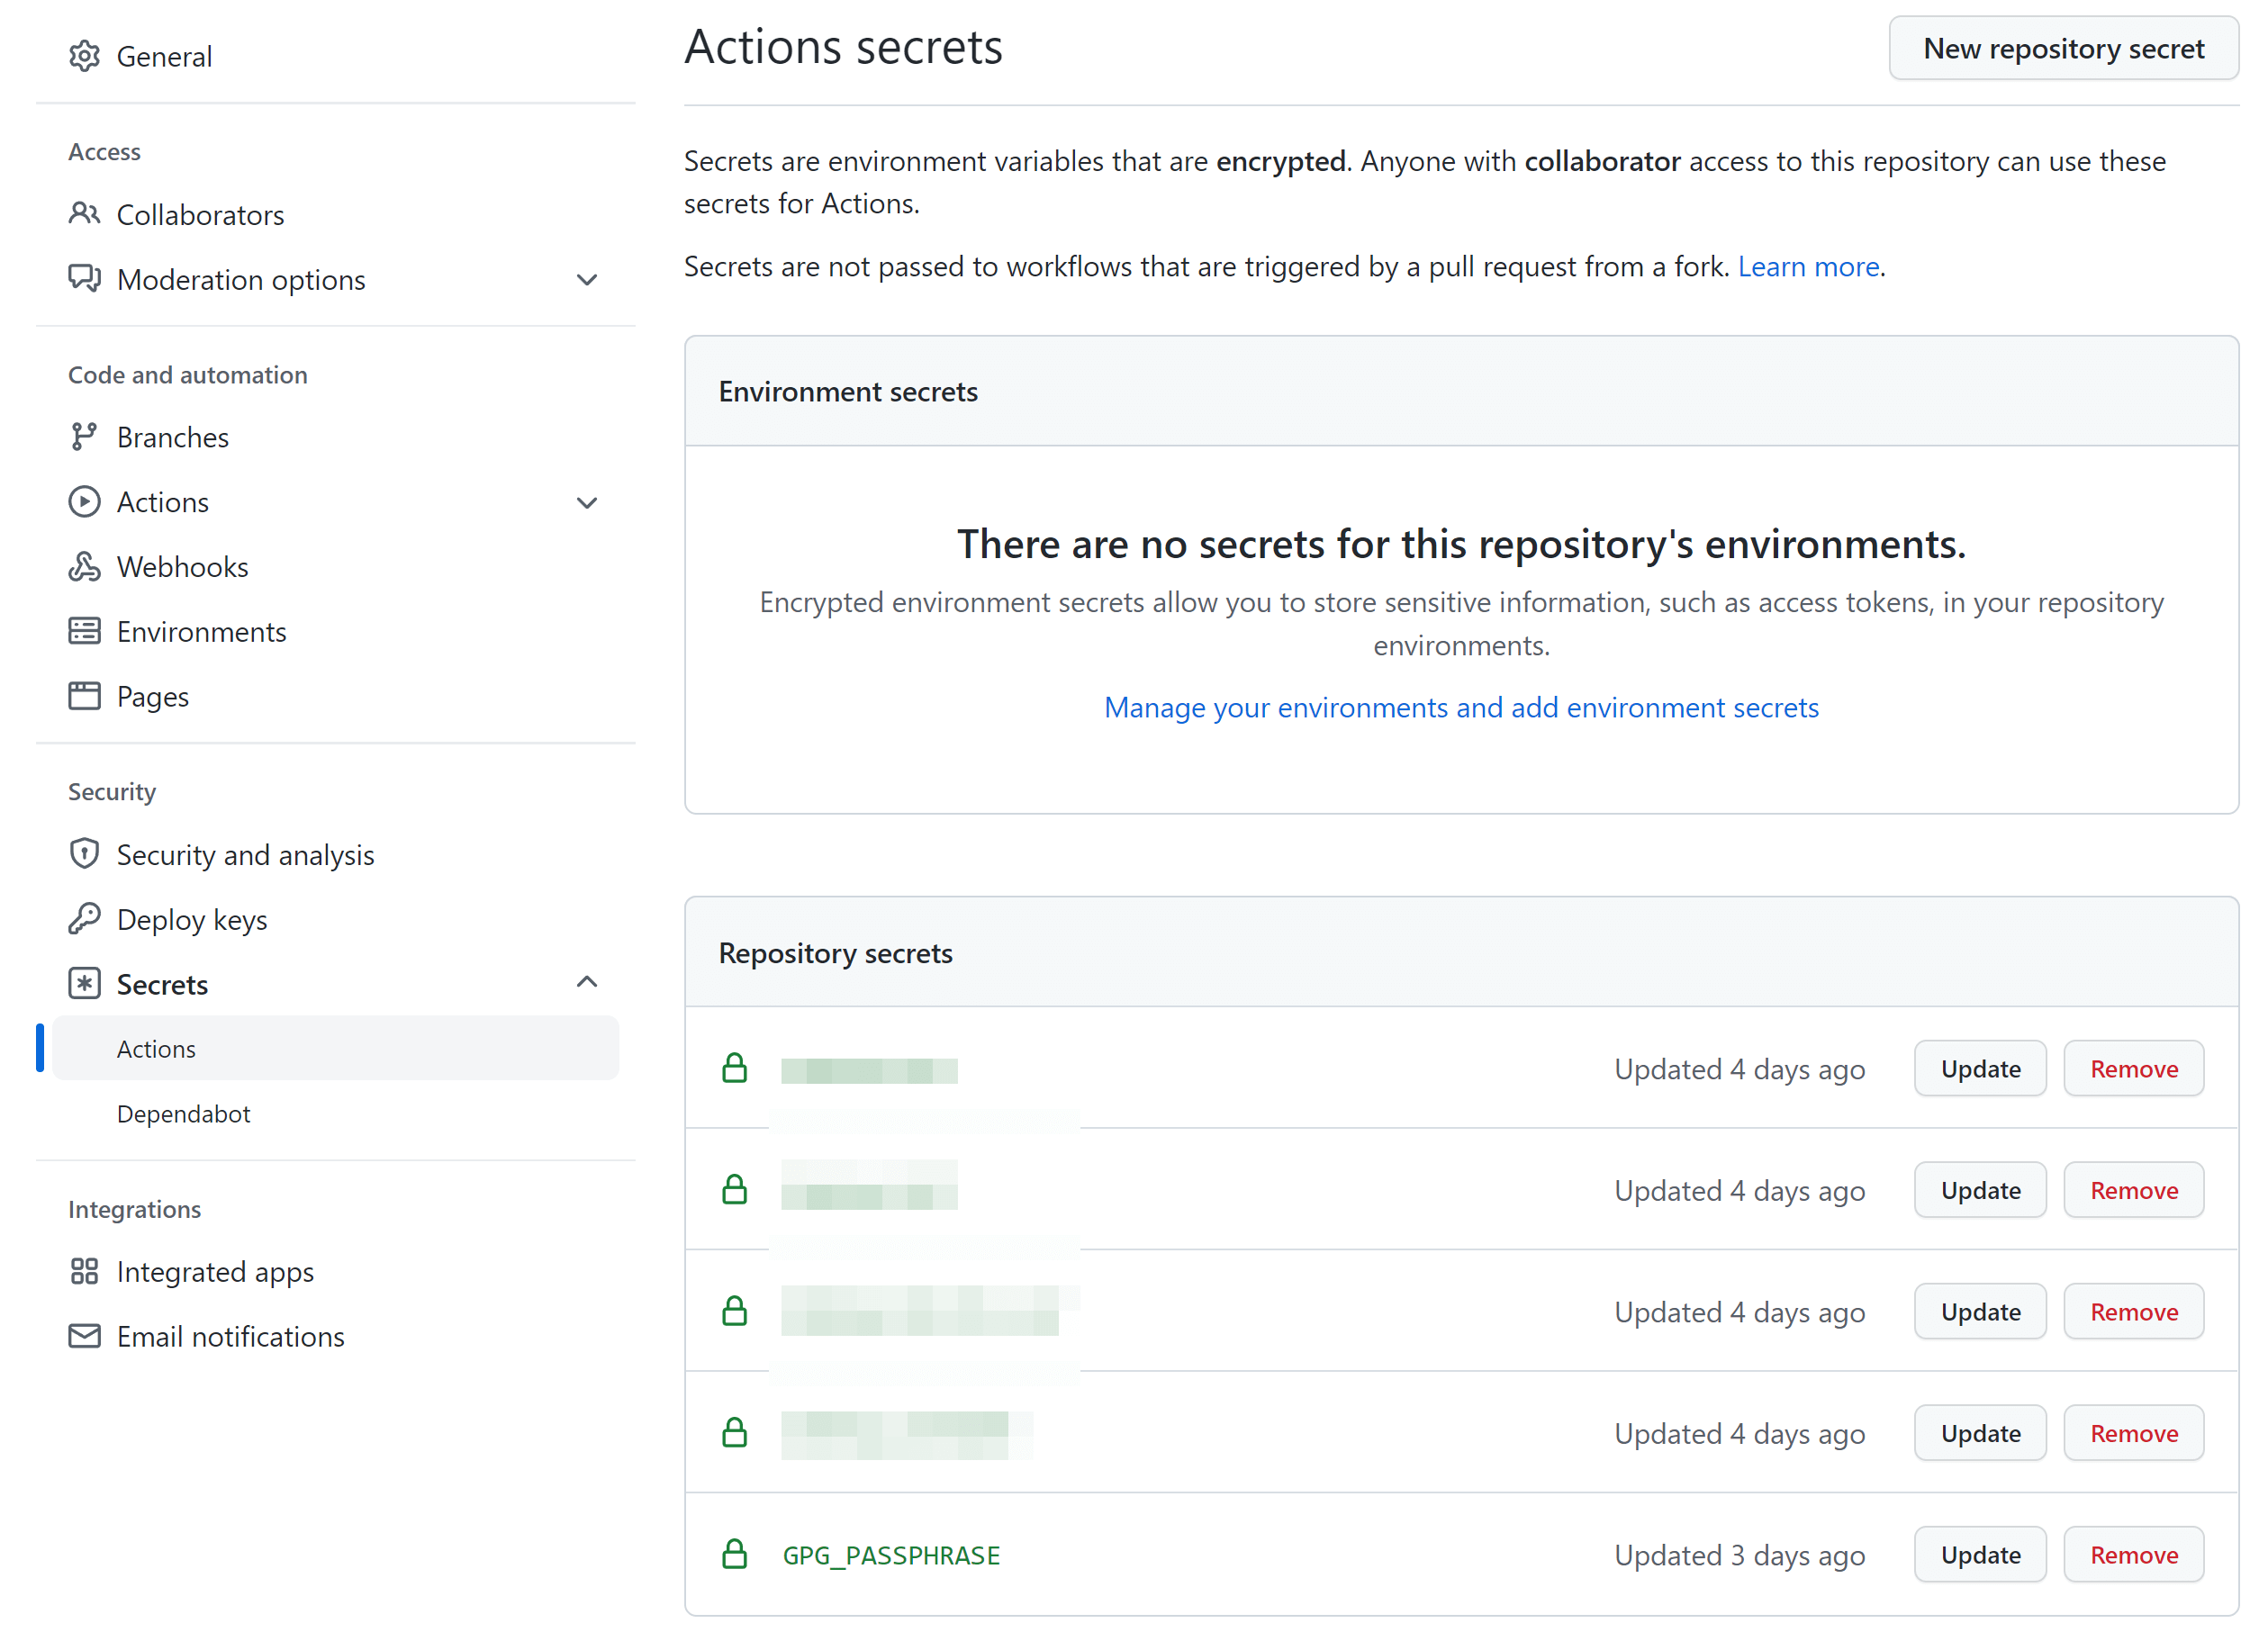 General
Access
Collaborators
Moderation options
Code and automation
Branches
Actions
Webhooks
Environments
Pages
Security
Security and analysis
Deploy keys
Secrets
Actions
Dependabot
Integrations
Integrated apps
Email notifications
Actions secrets
New repository secret
Secrets are environment variables that are encrypted. Anyone with collaborator access to this repository can use these
secrets for Actions.
Secrets are not passed to workflows that are triggered by a pull request from a fork. Learn more.
Environment secrets
There are no secrets for this repository's environments.
Encrypted environment secrets allow you to store sensitive information, such as access tokens, in your repository
environments.
Manage your environments and add environment secrets
Repository secrets
Updated 4 days ago Update Remove
Updated 4 days ago Update Remove
Updated 4 days ago Update Remove
Updated 4 days ago Update Remove
GPG_PASSPHRASE Updated 3 days ago Update Remove